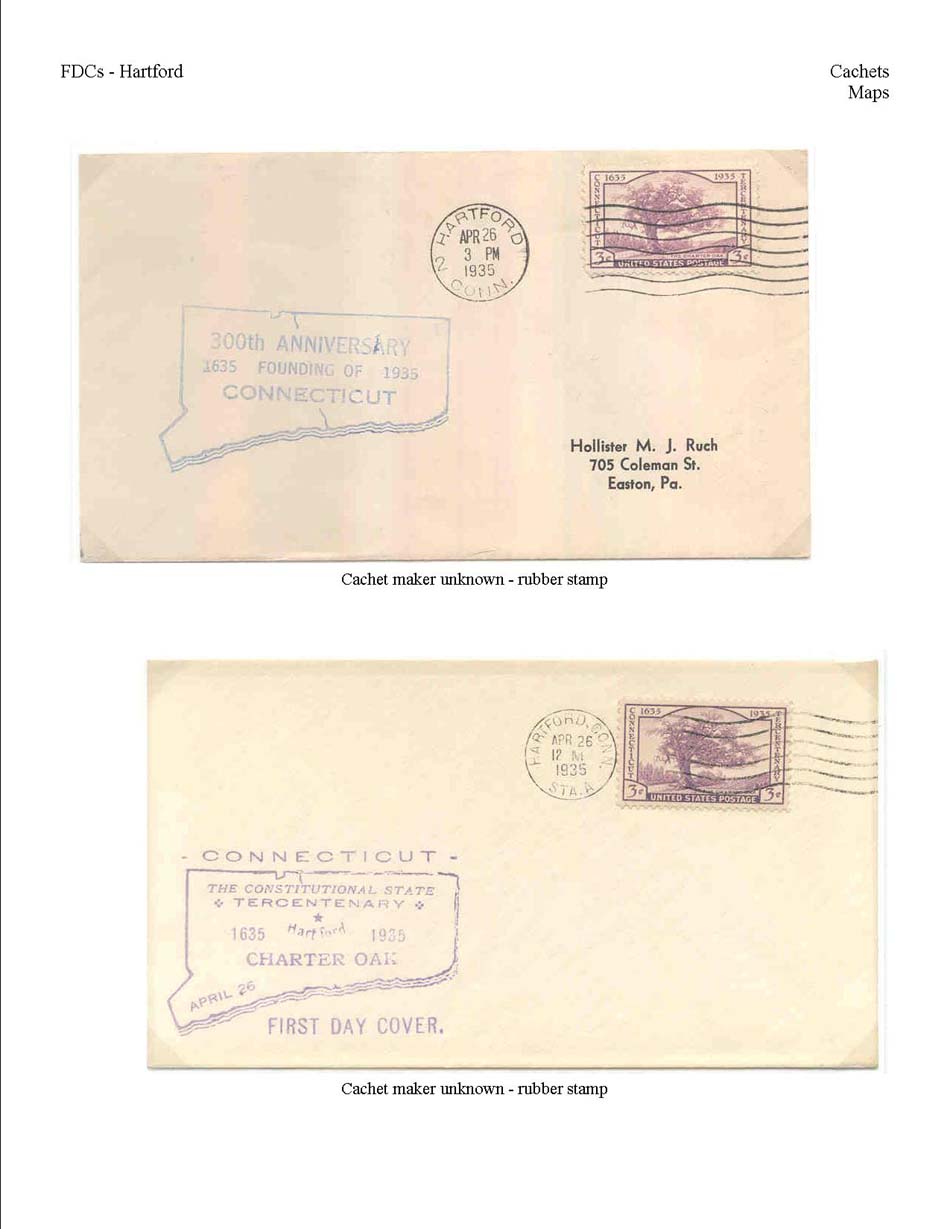 FDCs - Hartford
Cachets
Maps
HARTFORD
APR 26
3 PM
1935
2 CONN.
1635 1935
CONNECTICUT
TERCENTENARY
THE CHARTER OAK
3c UNITED STATES POSTAGE 3c
300th ANNIVERSARY
1635 FOUNDING OF 1935
CONNECTICUT
Hollister M. J. Ruch
705 Coleman St.
Easton, Pa.
Cachet maker unknown - rubber stamp
HARTFORD, CONN.
APR 26
12 M
1935
STA. A
1635 1935
CONNECTICUT
TERCENTENARY
3c UNITED STATES POSTAGE 3c
- CONNECTICUT -
THE CONSTITUTIONAL STATE
TERCENTENARY
1635 Hartford 1935
CHARTER OAK
APRIL 26
FIRST DAY COVER.
Cachet maker unknown - rubber stamp